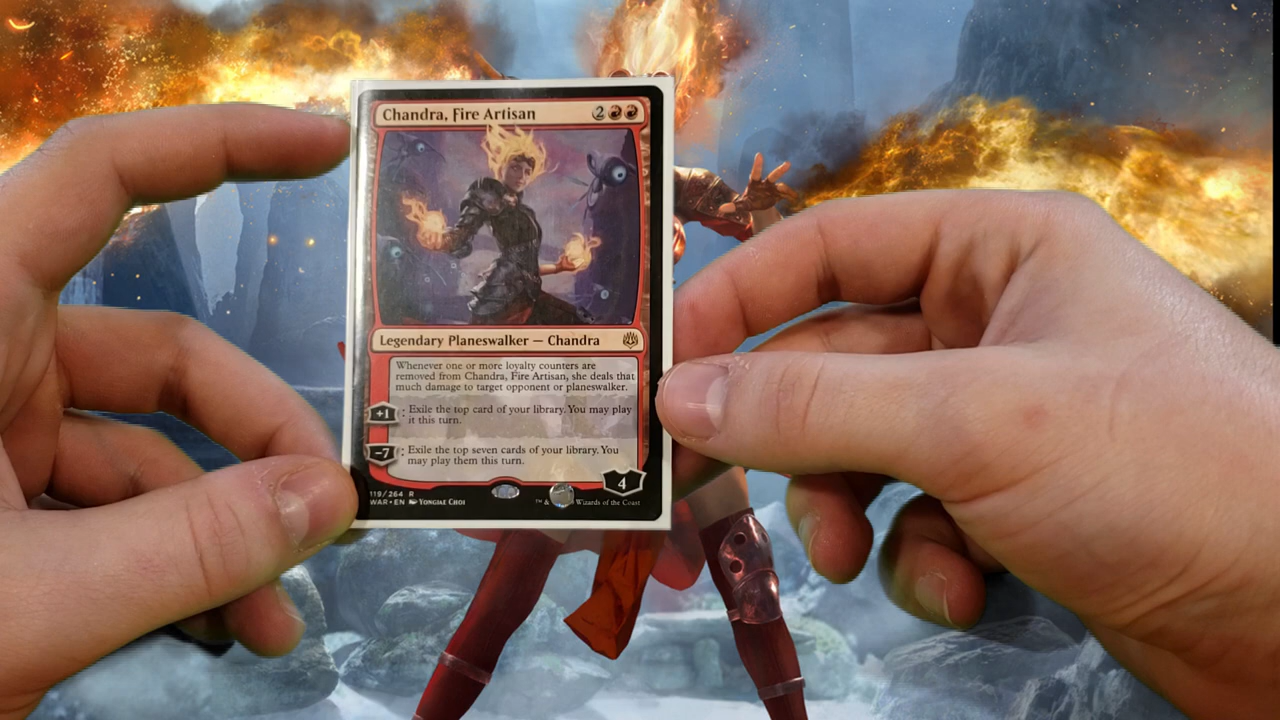 Chandra, Fire Artisan 2
Legendary Planeswalker — Chandra
Whenever one or more loyalty counters are
removed from Chandra, Fire Artisan, she deals that
much damage to target opponent or planeswalker.
+1 : Exile the top card of your library. You may play
it this turn.
-7 : Exile the top seven cards of your library. You
may play them this turn.
4
119/264 R
WAR • EN YONGJAE CHOI
™ & Wizards of the Coast